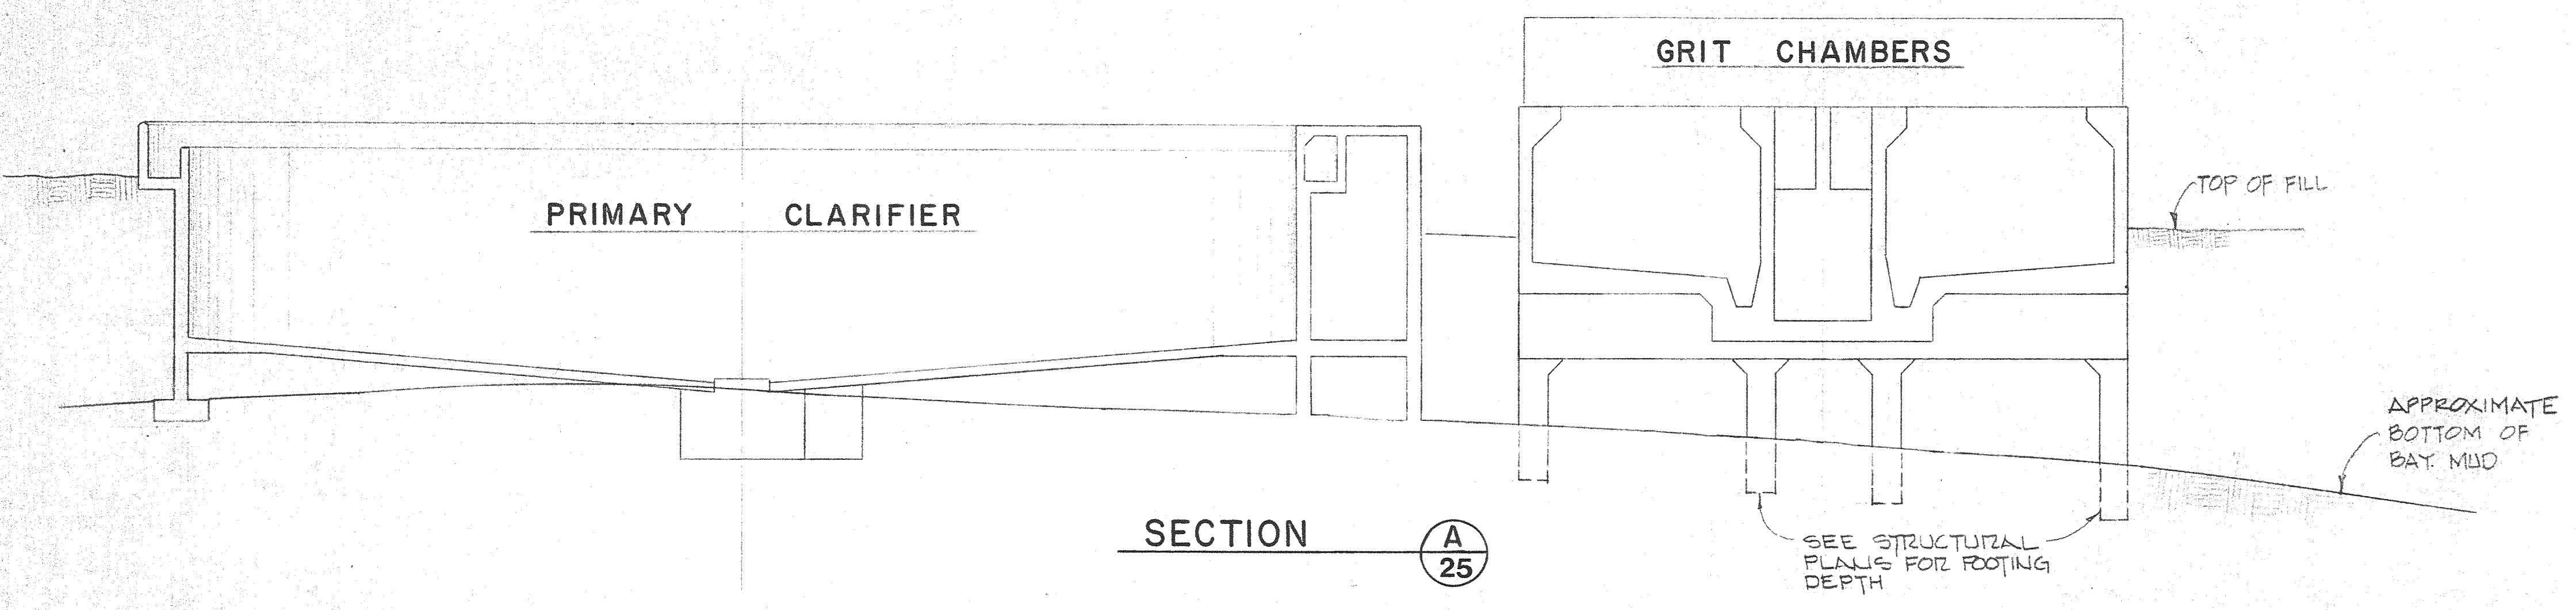 GRIT CHAMBERS
PRIMARY CLARIFIER
TOP OF FILL
APPROXIMATE
BOTTOM OF
BAY MUD
SECTION
A
25
SEE STRUCTURAL
PLANS FOR FOOTING
DEPTH